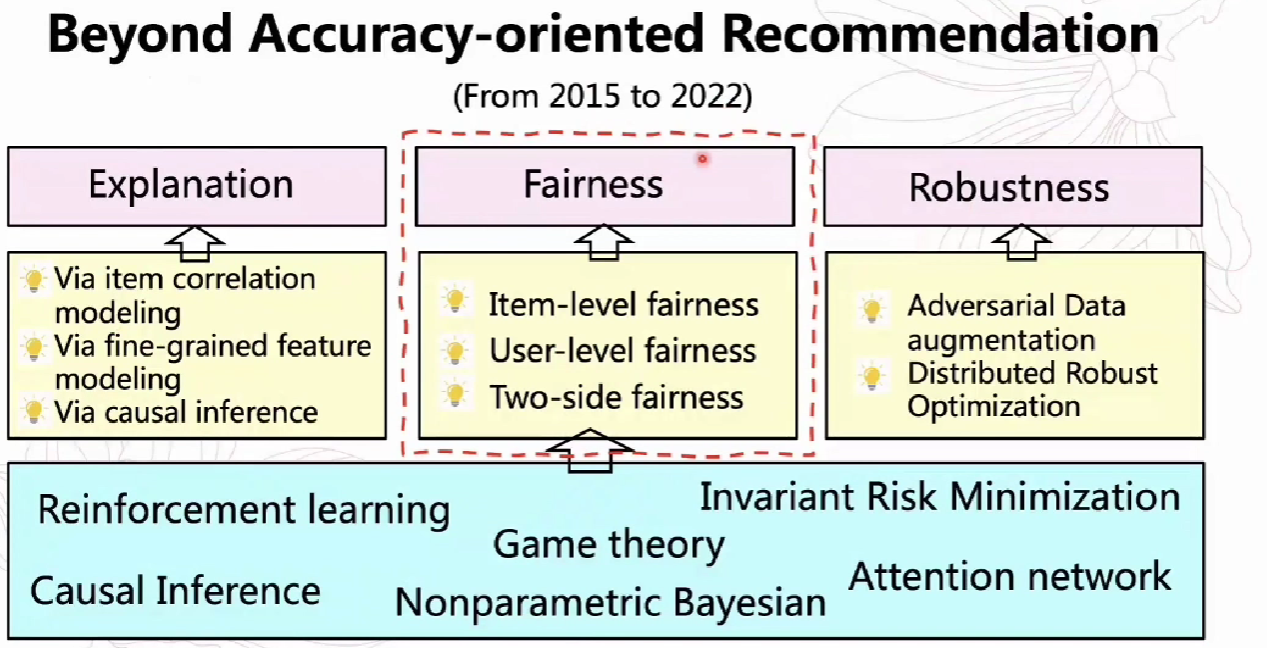 Beyond Accuracy-oriented Recommendation
(From 2015 to 2022)
Explanation
Via item correlation
modeling
Via fine-grained feature
modeling
Via causal inference
Fairness
Item-level fairness
User-level fairness
Two-side fairness
Robustness
Adversarial Data
augmentation
Distributed Robust
Optimization
Reinforcement learning
Invariant Risk Minimization
Game theory
Causal Inference
Nonparametric Bayesian
Attention network